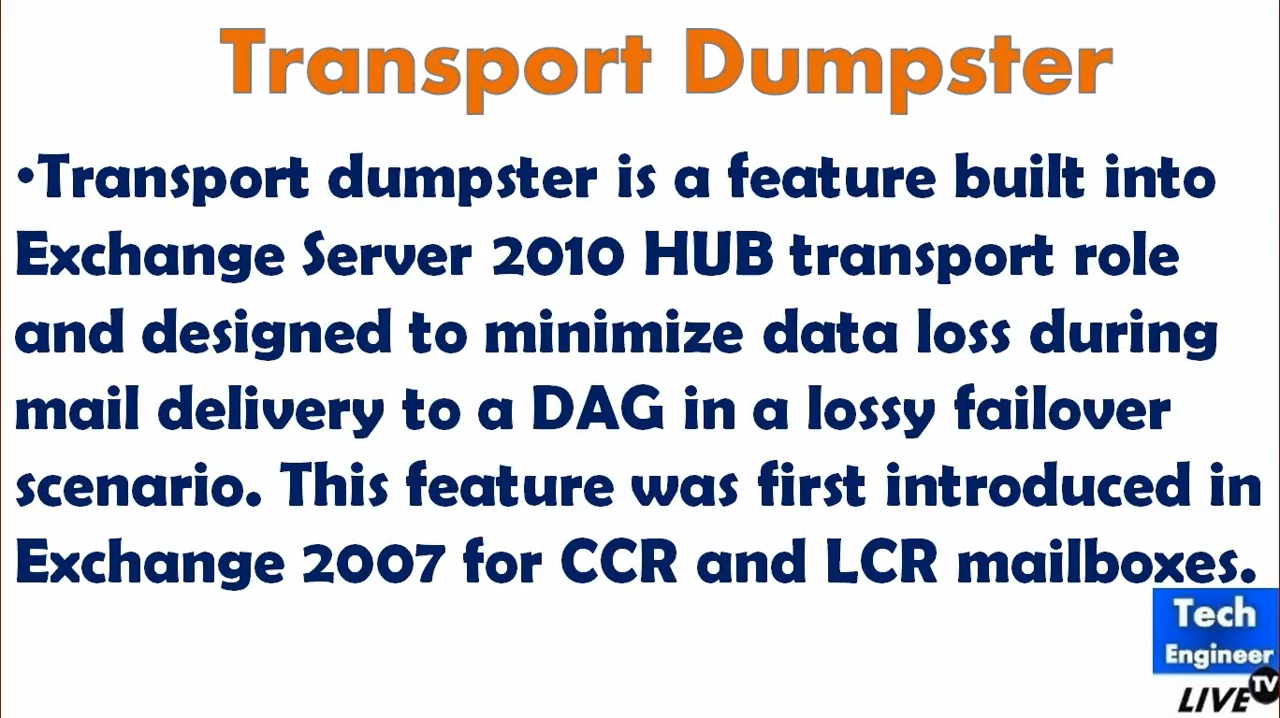 Transport Dumpster
•Transport dumpster is a feature built into
Exchange Server 2010 HUB transport role
and designed to minimize data loss during
mail delivery to a DAG in a lossy failover
scenario. This feature was first introduced in
Exchange 2007 for CCR and LCR mailboxes.
Tech
Engineer
LIVE TV